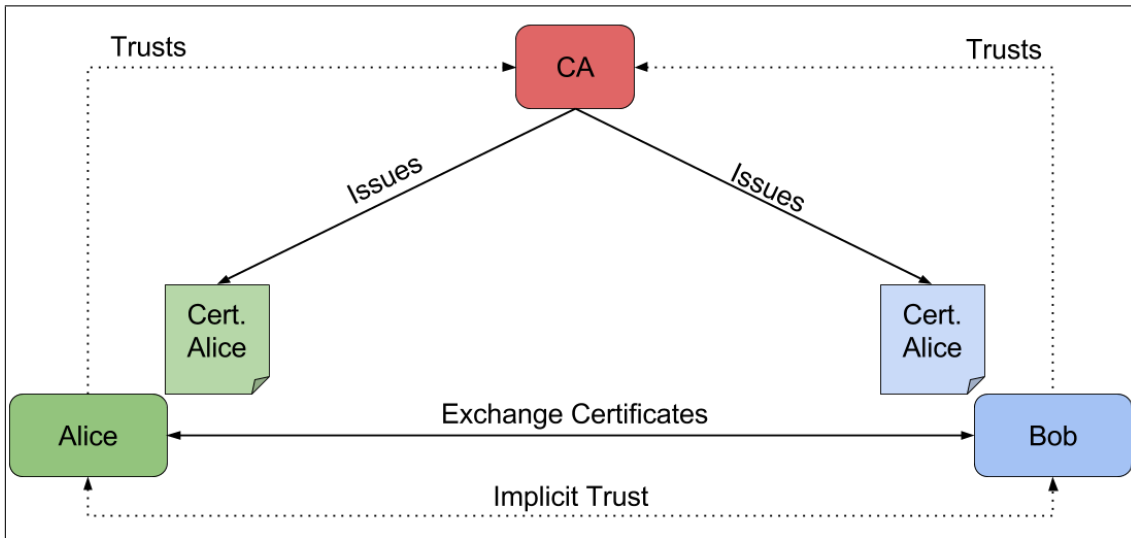 Trusts
CA
Trusts
Issues
Issues
Cert.
Alice
Cert.
Alice
Alice
Exchange Certificates
Bob
Implicit Trust